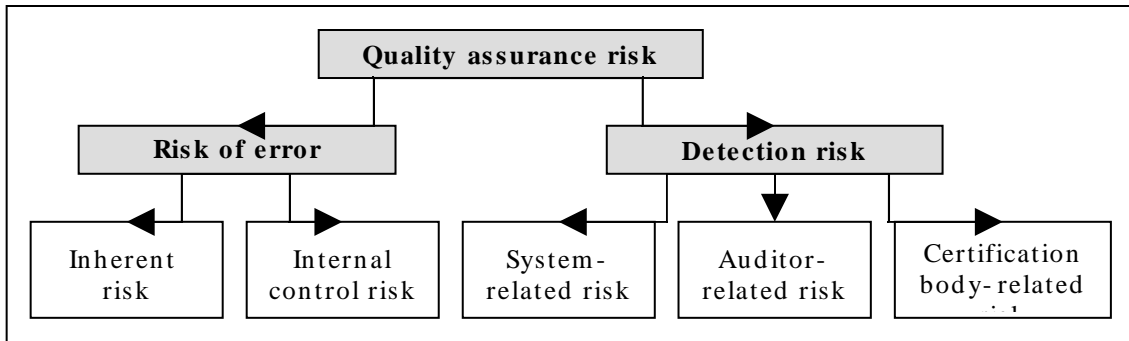 Quality assurance risk
Risk of error
Detection risk
Inherent
risk
Internal
control risk
System-
related risk
Auditor-
related risk
Certification
body-related